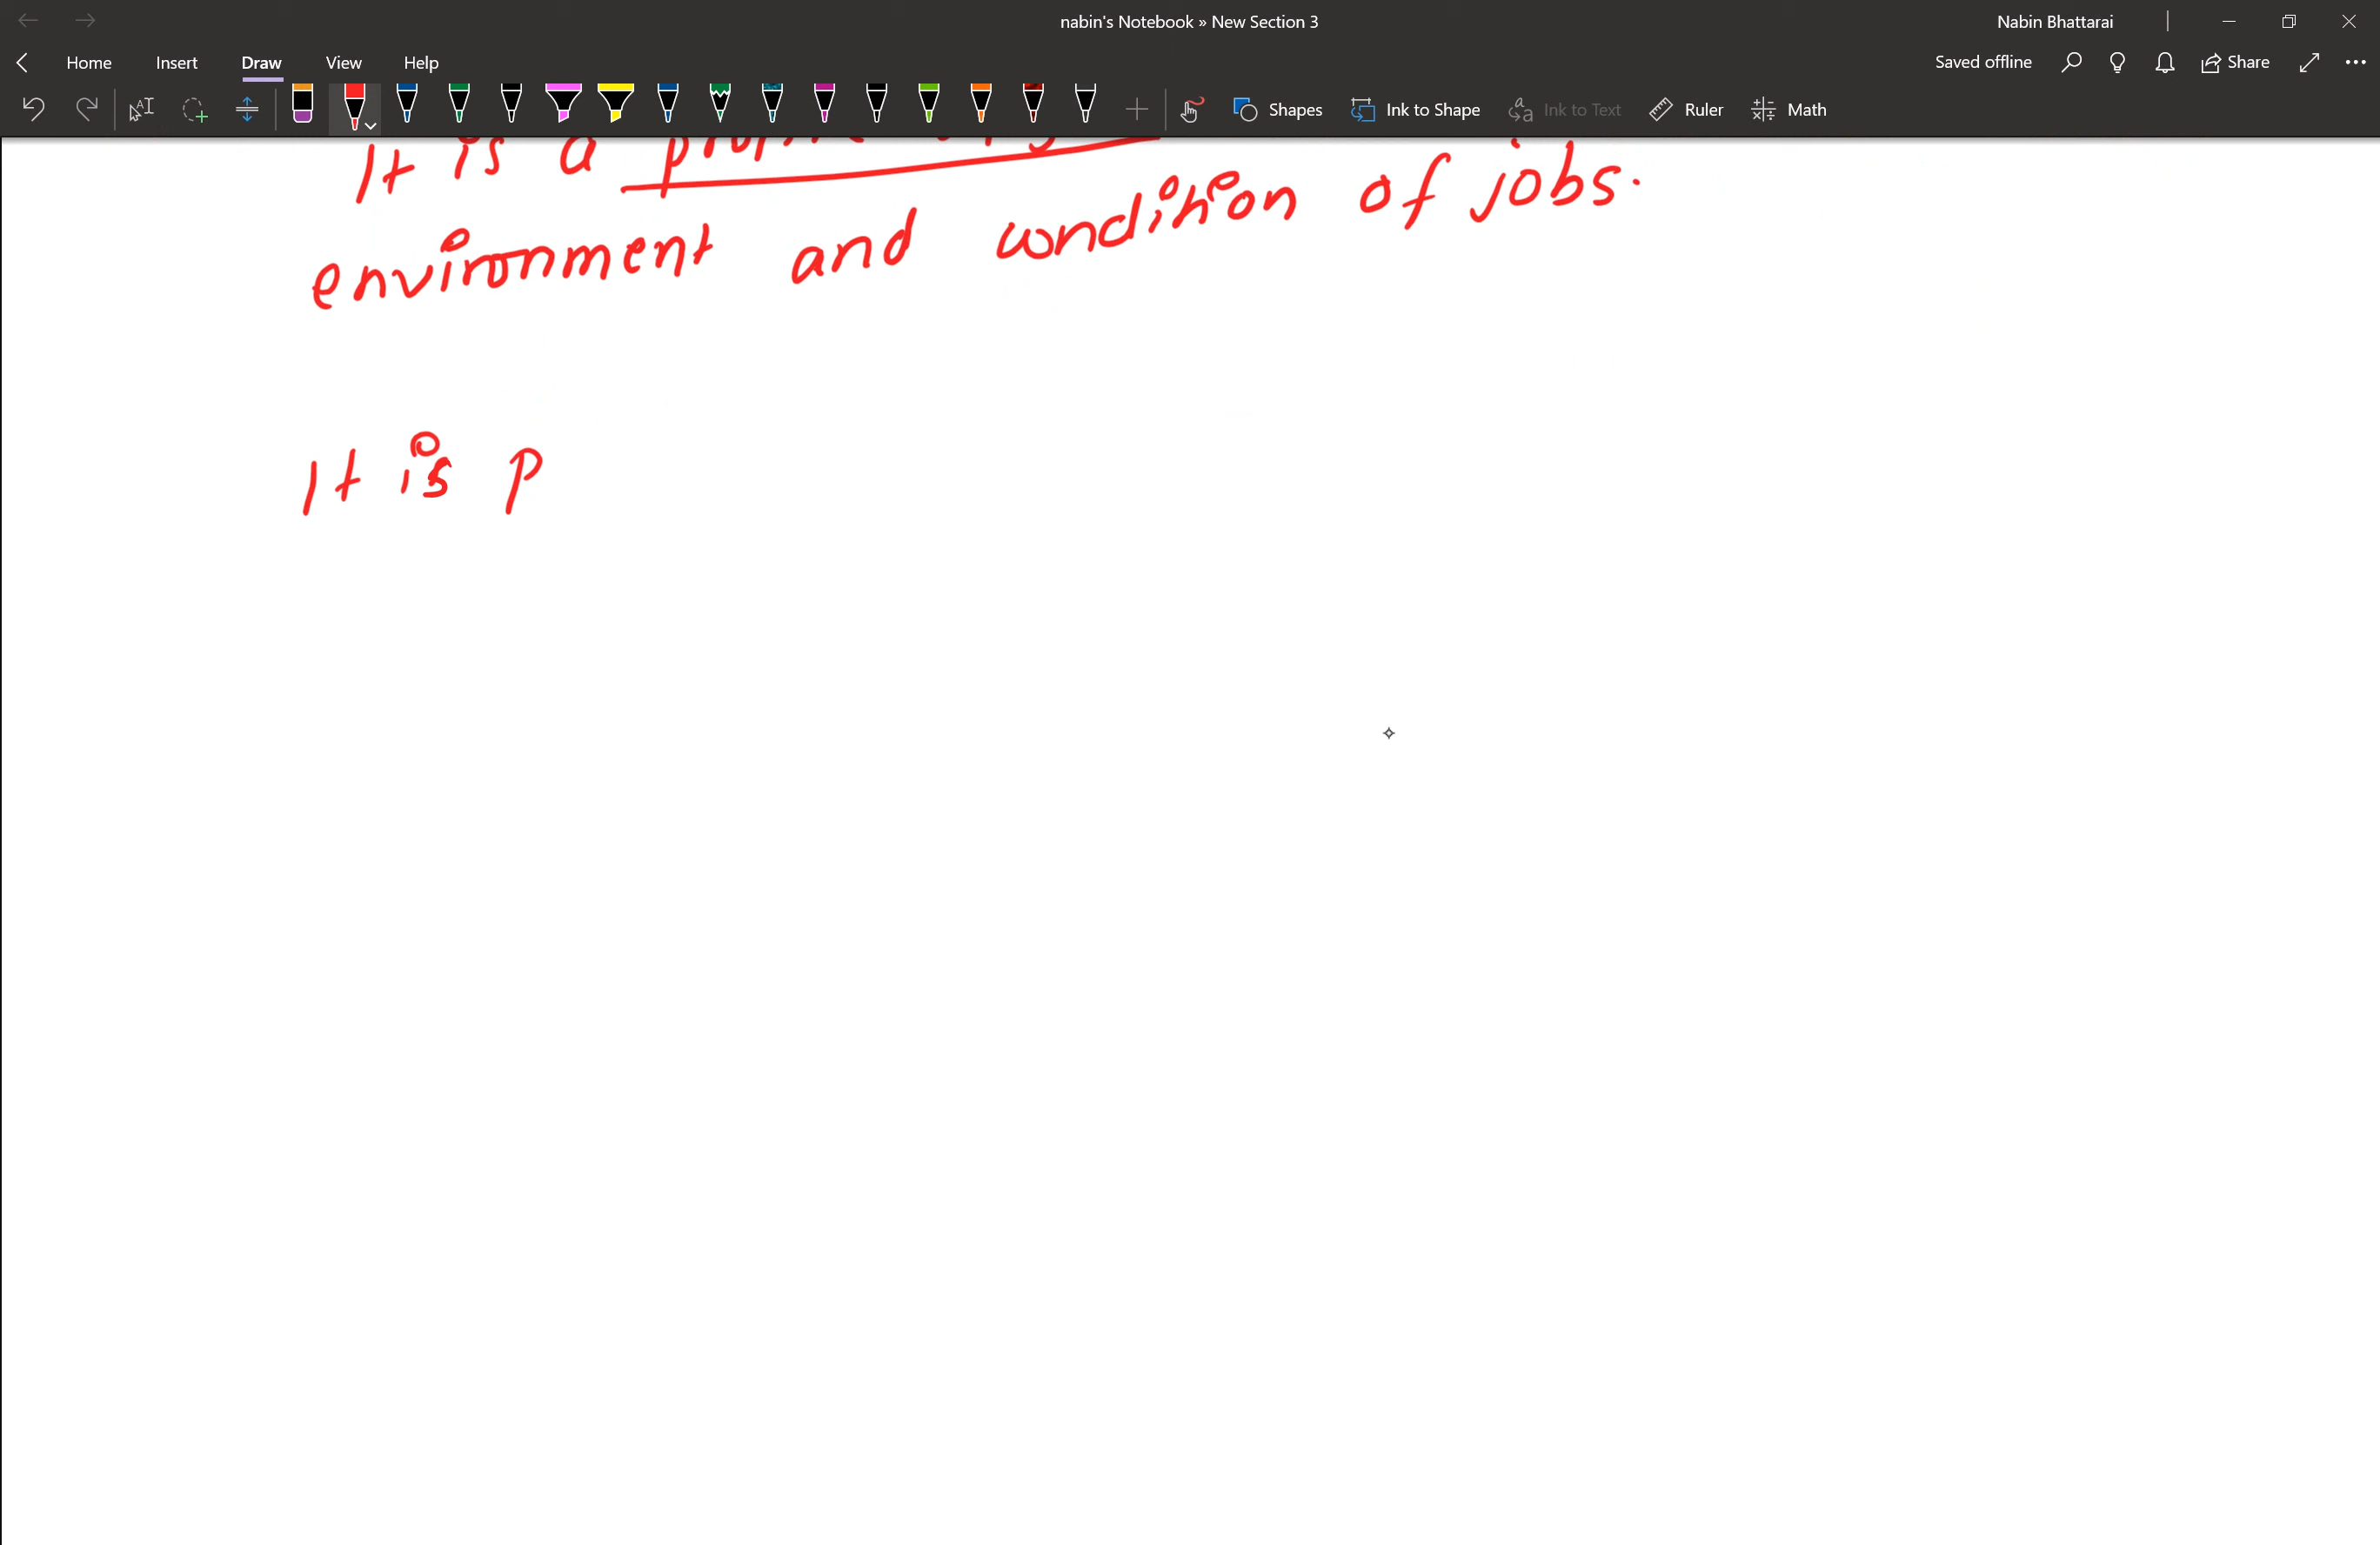 nabin's Notebook » New Section 3
Nabin Bhattarai
Home Insert Draw View Help
Saved offline
Share
Shapes Ink to Shape Ink to Text Ruler Math
It is a
environment and condition of jobs.
It is p